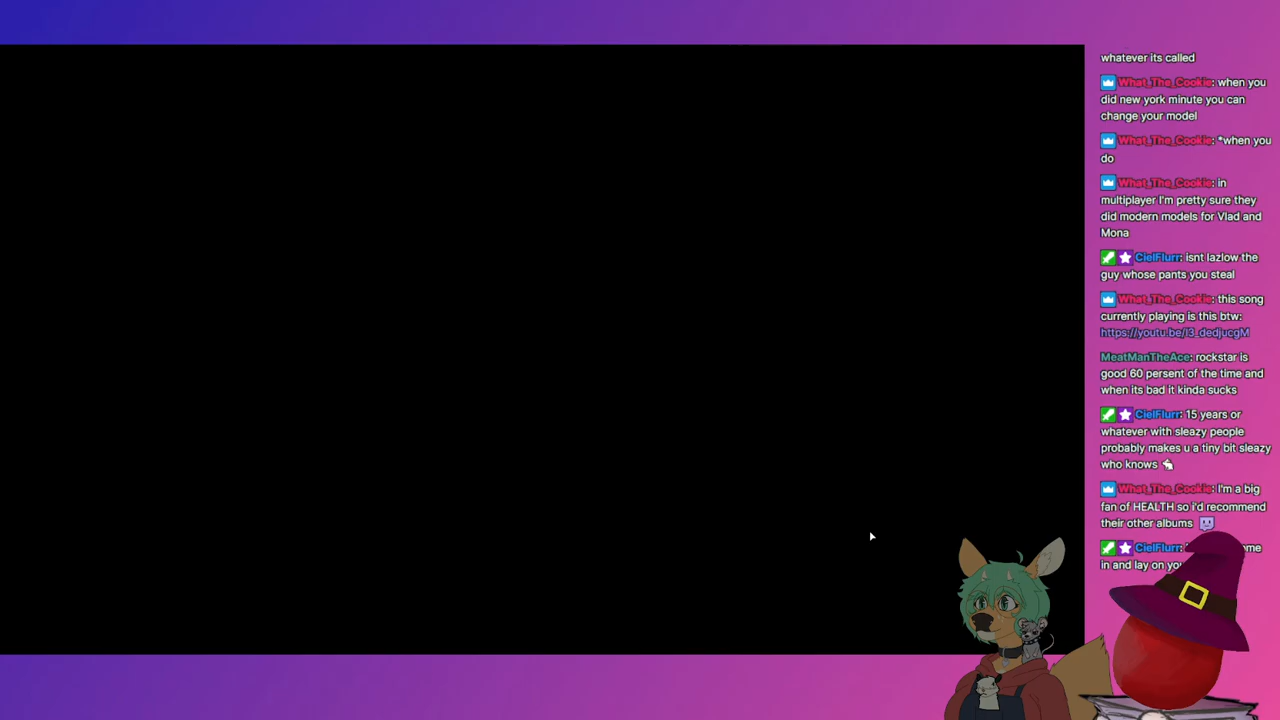 whatever its called
What_The_Cookie: when you
did new york minute you can
change your model
What_The_Cookie: *when you
do
What_The_Cookie: in
multiplayer I'm pretty sure they
did modern models for Vlad and
Mona
CielFlurr: isnt lazlow the
guy whose pants you steal
What_The_Cookie: this song
currently playing is this btw:
https://youtu.be/I3_dedjucgM
MeatManTheAce: rockstar is
good 60 persent of the time and
when its bad it kinda sucks
CielFlurr: 15 years or
whatever with sleazy people
probably makes u a tiny bit sleazy
who knows
What_The_Cookie: I'm a big
fan of HEALTH so i'd recommend
their other albums
CielFlurr:
in and lay on